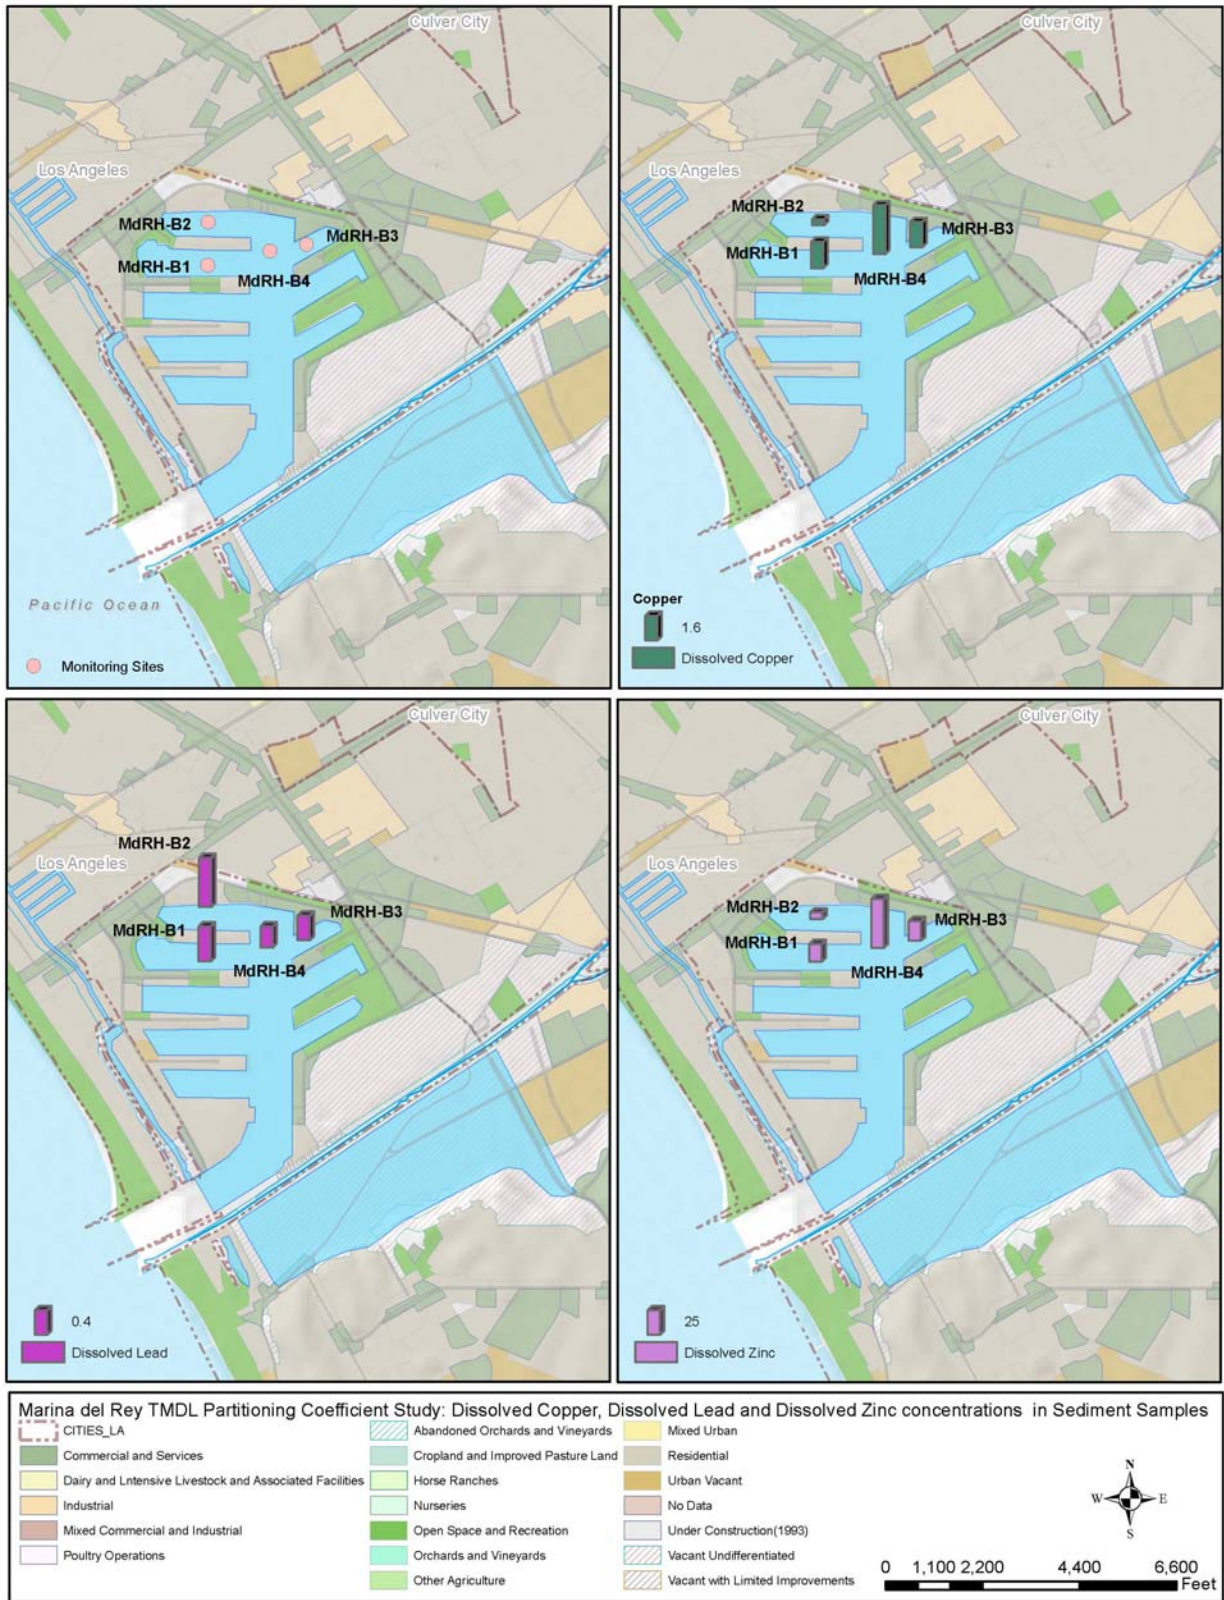 Culver City
Los Angeles
MdRH-B2
MdRH-B3
MdRH-B1
MdRH-B4
Pacific Ocean
Monitoring Sites
Culver City
Los Angeles
MdRH-B2
MdRH-B3
MdRH-B1
MdRH-B4
Copper
1.6
Dissolved Copper
Culver City
MdRH-B2
Los Angeles
MdRH-B3
MdRH-B1
MdRH-B4
0.4
Dissolved Lead
Culver City
Los Angeles
MdRH-B2
MdRH-B3
MdRH-B1
MdRH-B4
25
Dissolved Zinc
Marina del Rey TMDL Partitioning Coefficient Study: Dissolved Copper, Dissolved Lead and Dissolved Zinc concentrations in Sediment Samples
CITIES_LA
Commercial and Services
Dairy and Lntensive Livestock and Associated Facilities
Industrial
Mixed Commercial and Industrial
Poultry Operations
Abandoned Orchards and Vineyards
Cropland and Improved Pasture Land
Horse Ranches
Nurseries
Open Space and Recreation
Orchards and Vineyards
Other Agriculture
Mixed Urban
Residential
Urban Vacant
No Data
Under Construction(1993)
Vacant Undifferentiated
Vacant with Limited Improvements
N
W E
S
0 1,100 2,200 4,400 6,600
Feet